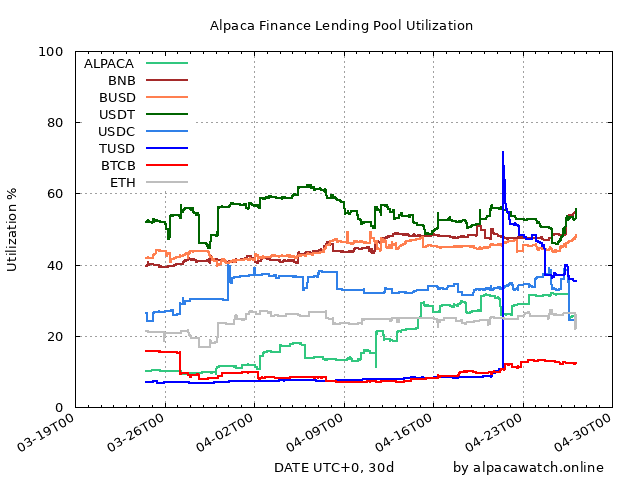 Alpaca Finance Lending Pool Utilization
100
80
60
40
20
0
Utilization %
ALPACA
BNB
BUSD
USDT
USDC
TUSD
BTCB
ETH
03-19T00
03-26T00
04-02T00
04-09T00
04-16T00
04-23T00
04-30T00
DATE UTC+0, 30d
by alpacawatch.online